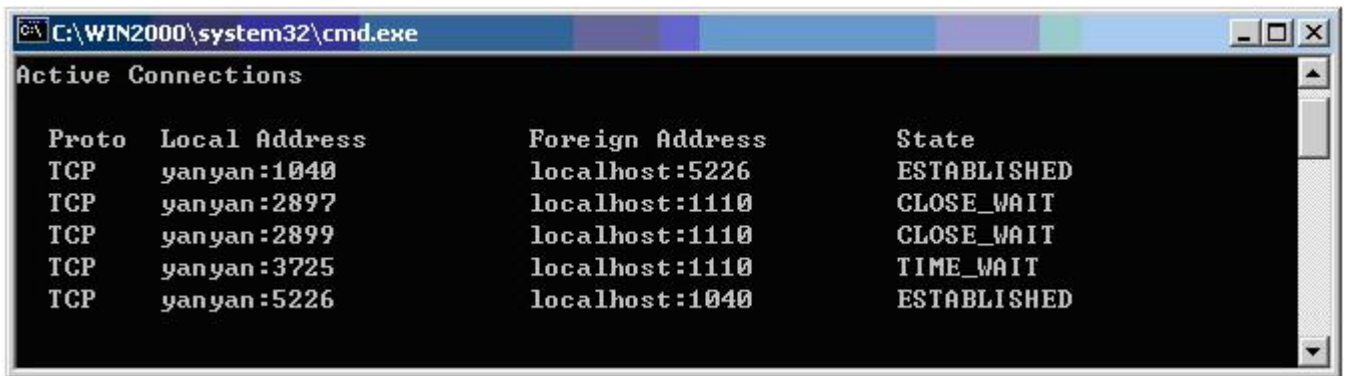 C:\WIN2000\system32\cmd.exe
Active Connections
Proto Local Address Foreign Address State
TCP yanyan:1040 localhost:5226 ESTABLISHED
TCP yanyan:2897 localhost:1110 CLOSE_WAIT
TCP yanyan:2899 localhost:1110 CLOSE_WAIT
TCP yanyan:3725 localhost:1110 TIME_WAIT
TCP yanyan:5226 localhost:1040 ESTABLISHED